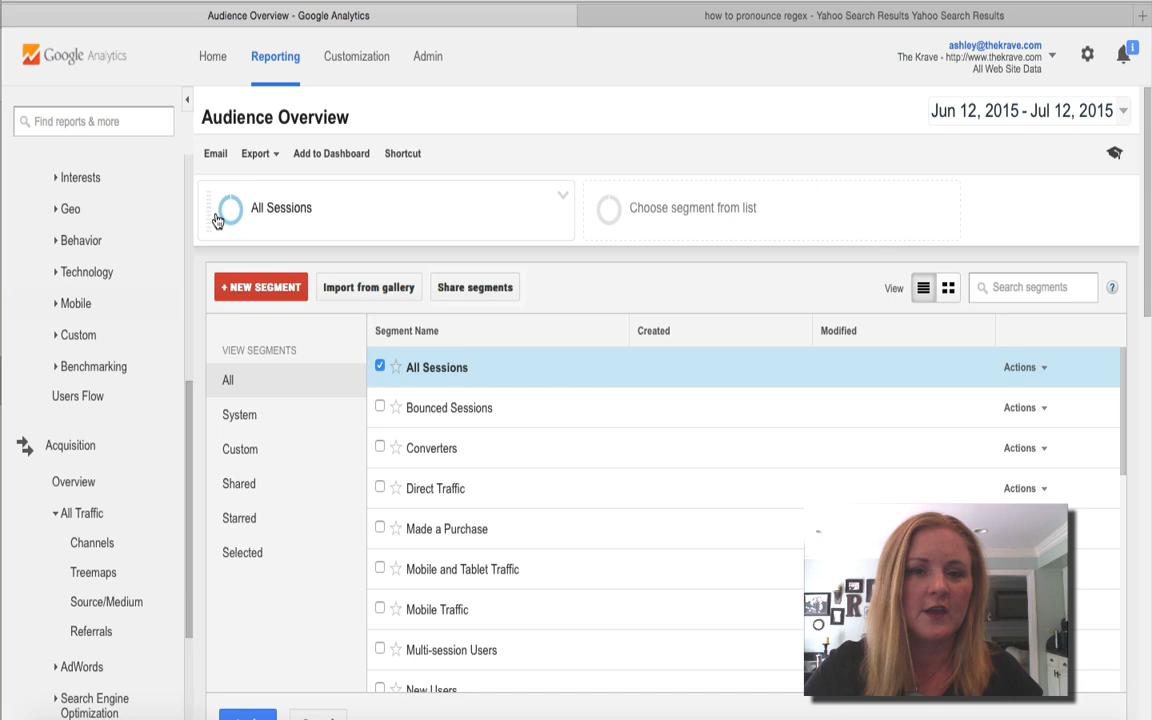 Audience Overview - Google Analytics
how to pronounce regex - Yahoo Search Results Yahoo Search Results
Google Analytics
Home
Reporting
Customization
Admin
ashley@thekrave.com
The Krave - http://www.thekrave.com
All Web Site Data
1
Find reports & more
Interests
Geo
Behavior
Technology
Mobile
Custom
Benchmarking
Users Flow
Acquisition
Overview
All Traffic
Channels
Treemaps
Source/Medium
Referrals
AdWords
Search Engine
Optimization
Audience Overview
Jun 12, 2015 - Jul 12, 2015
Email
Export
Add to Dashboard
Shortcut
All Sessions
Choose segment from list
+ NEW SEGMENT
Import from gallery
Share segments
View
Search segments
?
VIEW SEGMENTS
All
System
Custom
Shared
Starred
Selected
Segment Name
Created
Modified
All Sessions
Actions
Bounced Sessions
Actions
Converters
Actions
Direct Traffic
Actions
Made a Purchase
Mobile and Tablet Traffic
Mobile Traffic
Multi-session Users
New Users
R